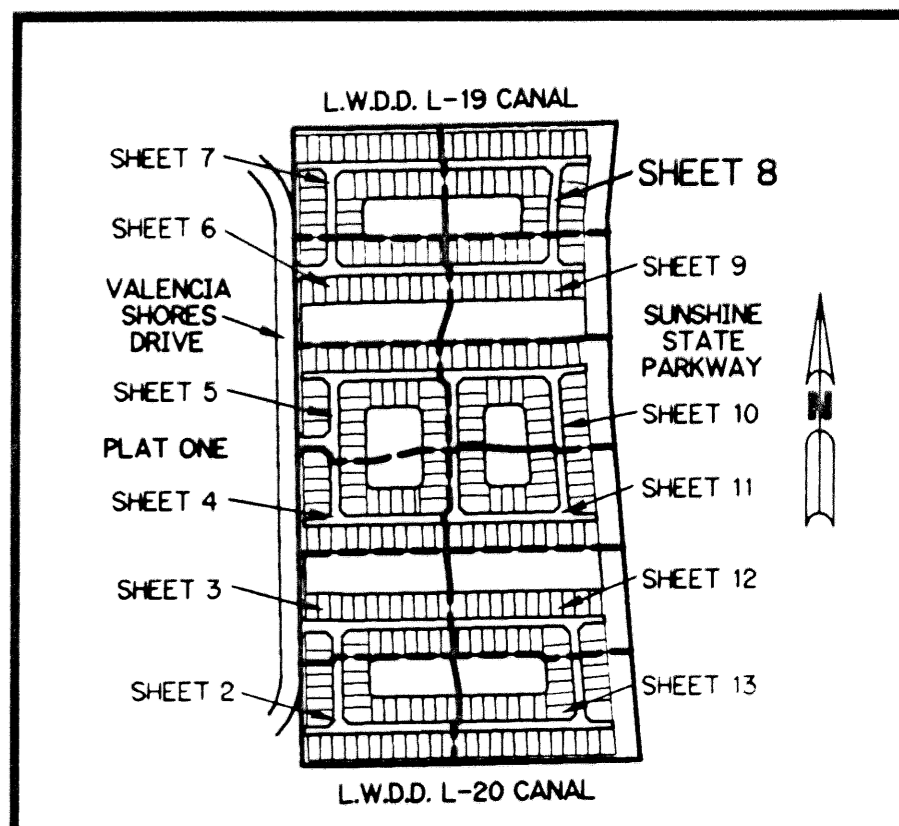 L.W.D.D. L-19 CANAL
SHEET 7
SHEET 8
SHEET 6
SHEET 9
VALENCIA
SHORES
DRIVE
SUNSHINE
STATE
PARKWAY
SHEET 5
SHEET 10
N
PLAT ONE
SHEET 4
SHEET 11
SHEET 3
SHEET 12
SHEET 2
SHEET 13
L.W.D.D. L-20 CANAL